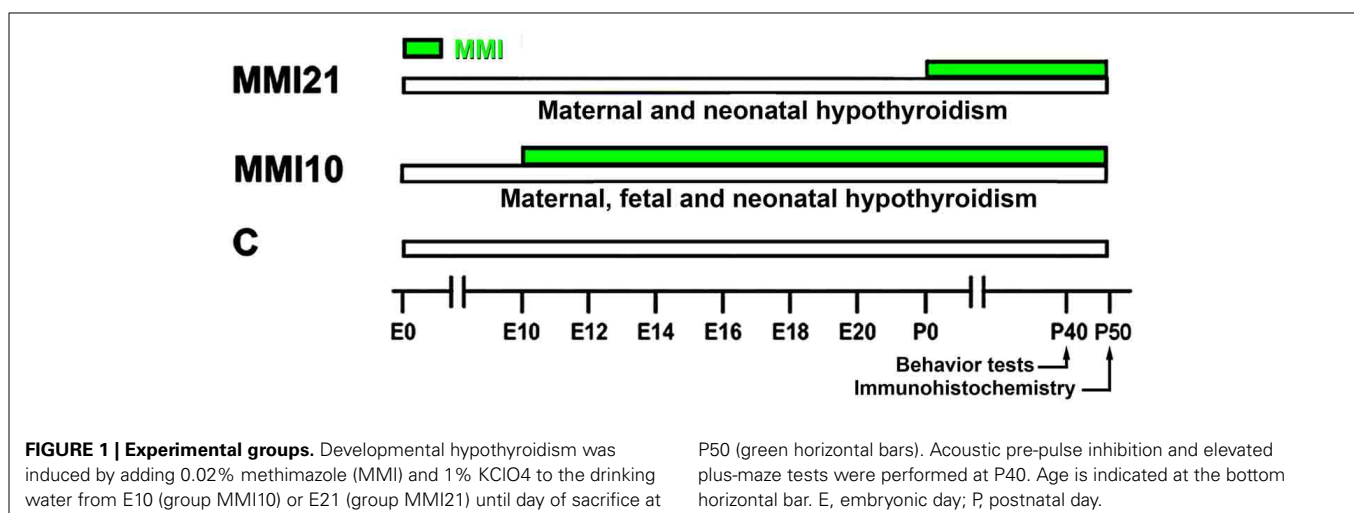 MMI
MMI21
Maternal and neonatal hypothyroidism
MMI10
Maternal, fetal and neonatal hypothyroidism
C
E0 E10 E12 E14 E16 E18 E20 P0 P40 P50
Behavior tests
Immunohistochemistry
FIGURE 1 | Experimental groups. Developmental hypothyroidism was
induced by adding 0.02% methimazole (MMI) and 1% KClO4 to the drinking
water from E10 (group MMI10) or E21 (group MMI21) until day of sacrifice at
P50 (green horizontal bars). Acoustic pre-pulse inhibition and elevated
plus-maze tests were performed at P40. Age is indicated at the bottom
horizontal bar. E, embryonic day; P, postnatal day.